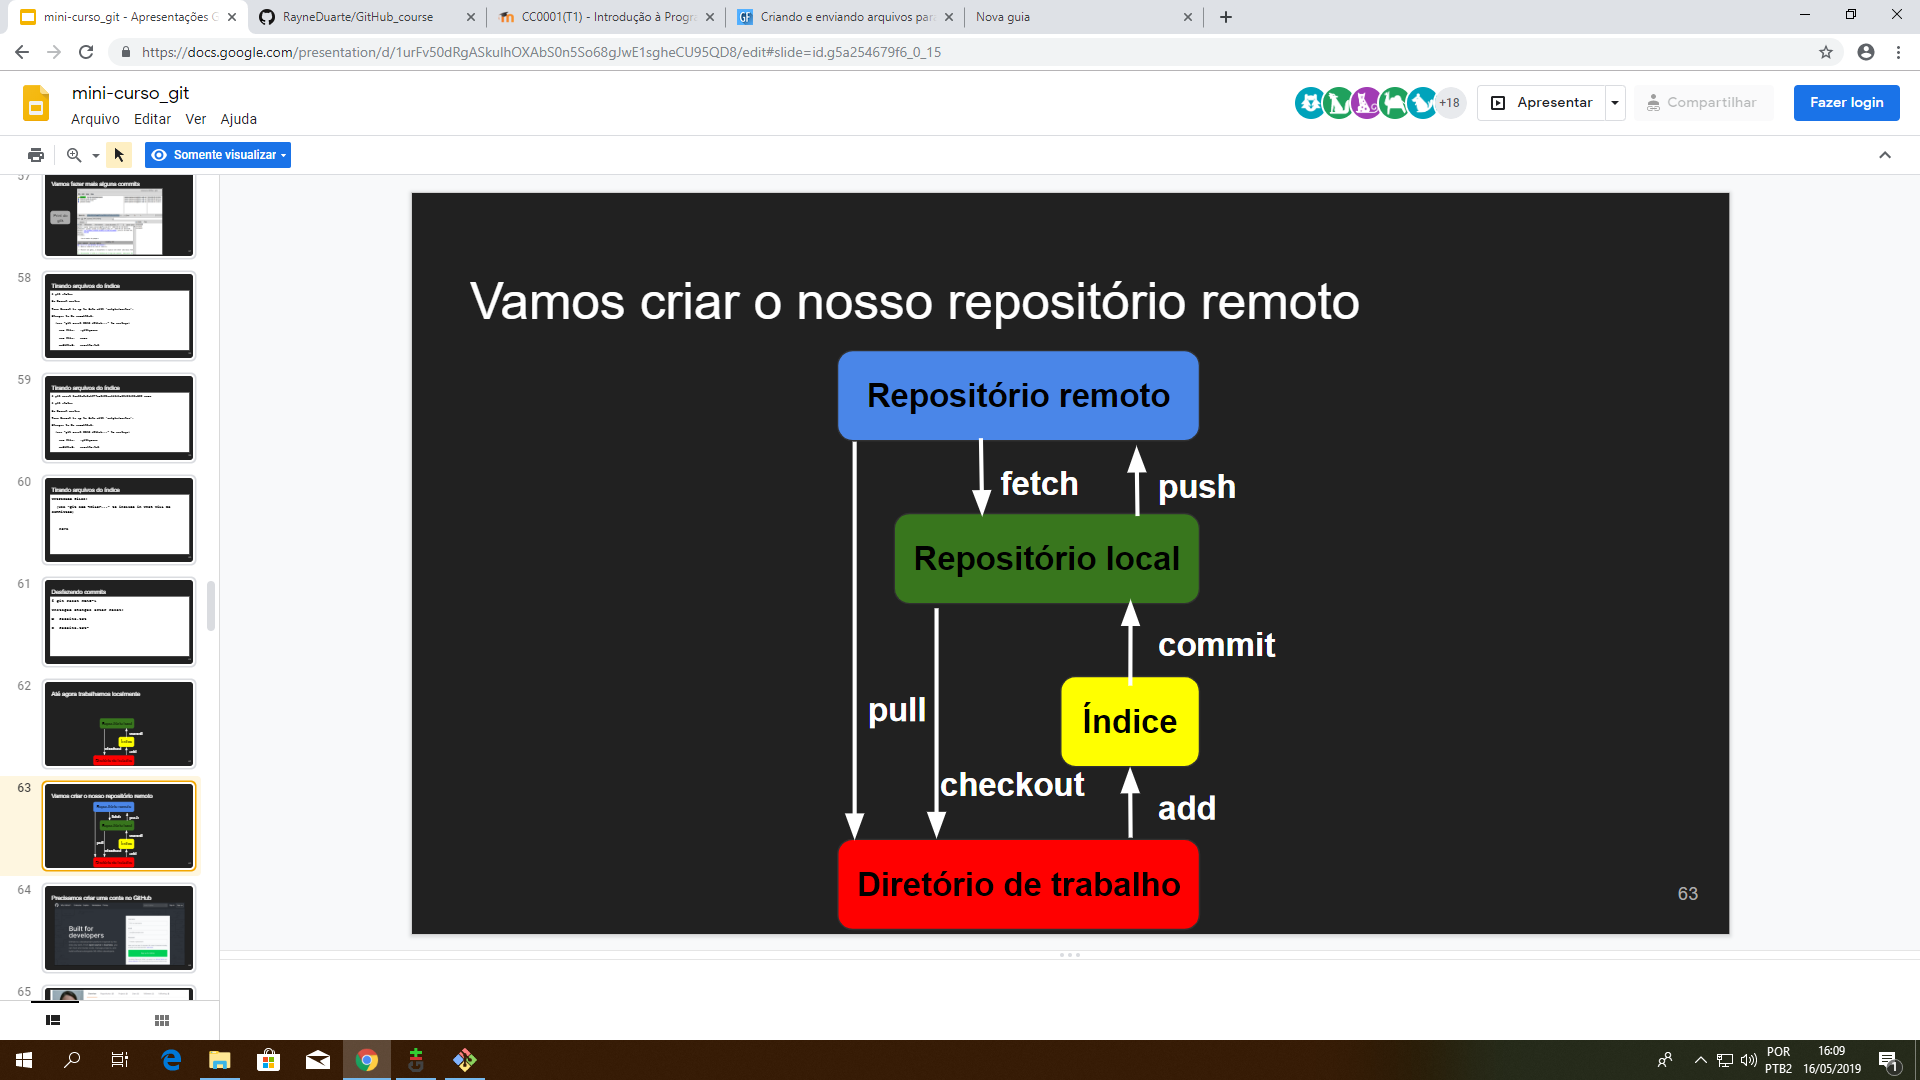 mini-curso_git - Apresentações G
RayneDuarte/GitHub_course
CC0001(T1) - Introdução à Progra
Criando e enviando arquivos para
Nova guia
https://docs.google.com/presentation/d/1urFv50dRgASkulhOXAbS0n5So68gJwE1sgheCU95QD8/edit#slide=id.g5a254679f6_0_15
mini-curso_git
Arquivo Editar Ver Ajuda
+18
Apresentar
Compartilhar
Fazer login
Somente visualizar
57
Vamos fazer mais alguns commits
58
Tirando arquivos do índice
59
Tirando arquivos do índice
60
Tirando arquivos do índice
61
Desfazendo commits
62
Até agora trabalhamos localmente
63
Vamos criar o nosso repositório remoto
64
Precisamos criar uma conta no GitHub
Built for
developers
65
Vamos criar o nosso repositório remoto
Repositório remoto
fetch
push
Repositório local
commit
pull
Índice
checkout
add
Diretório de trabalho
63
POR
PTB2
16:09
16/05/2019
1